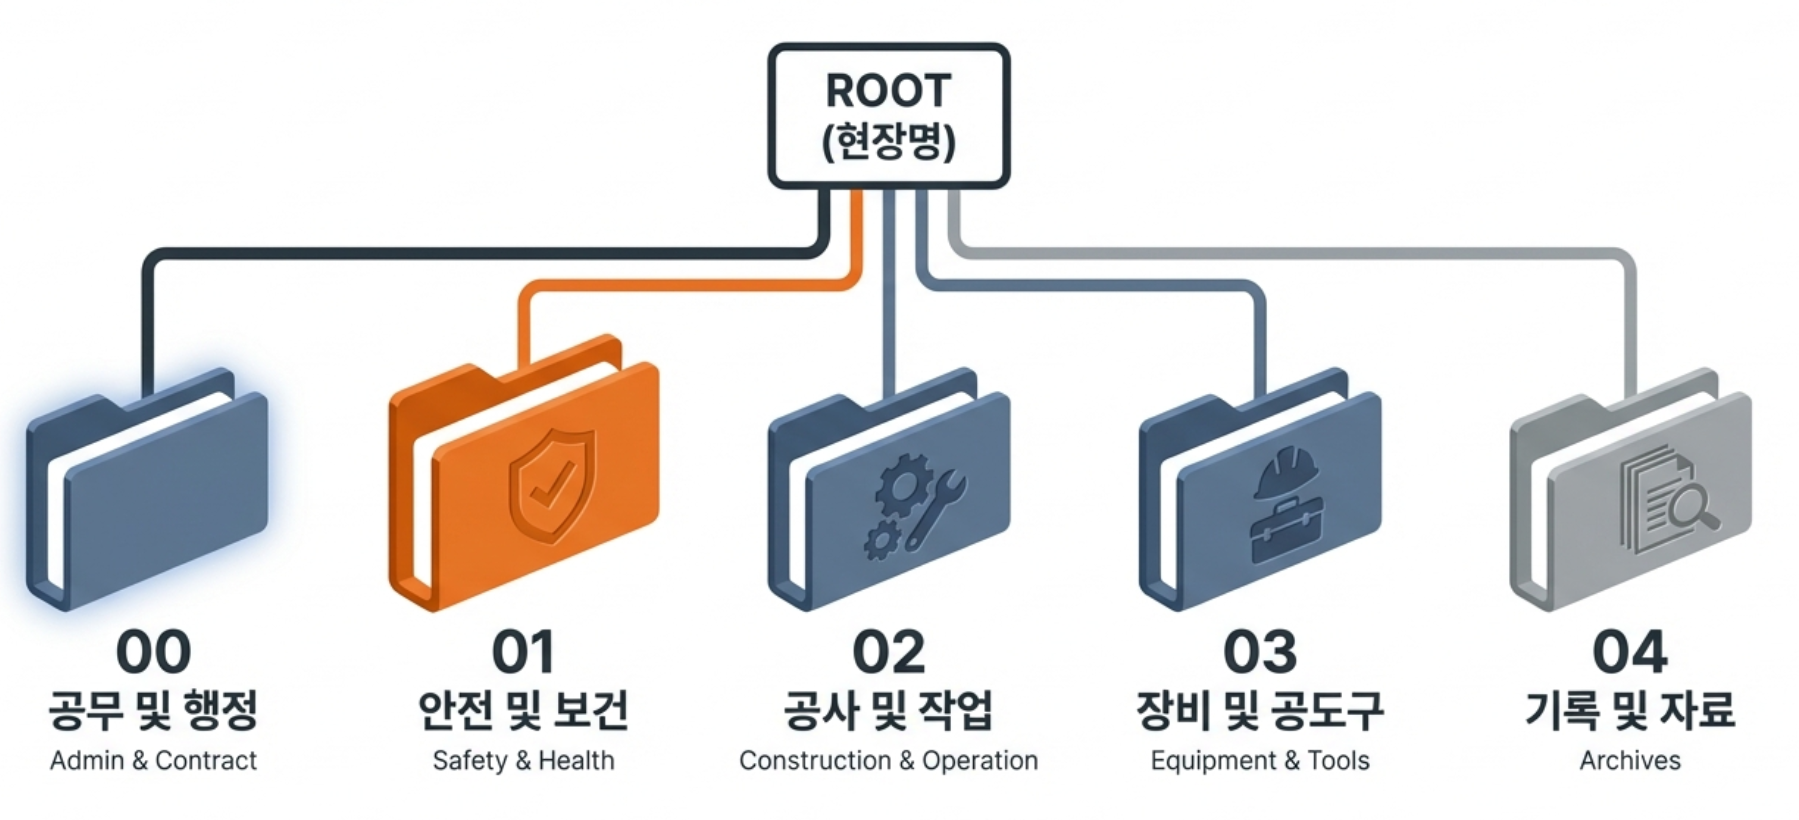 ROOT
(현장명)
00
공무 및 행정
Admin & Contract
01
안전 및 보건
Safety & Health
02
공사 및 작업
Construction & Operation
03
장비 및 공도구
Equipment & Tools
04
기록 및 자료
Archives